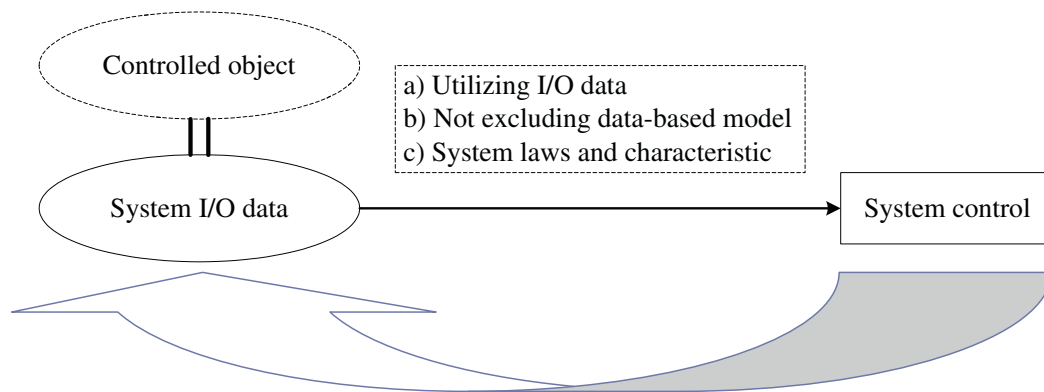 Controlled object
a) Utilizing I/O data
b) Not excluding data-based model
c) System laws and characteristic
System I/O data
System control